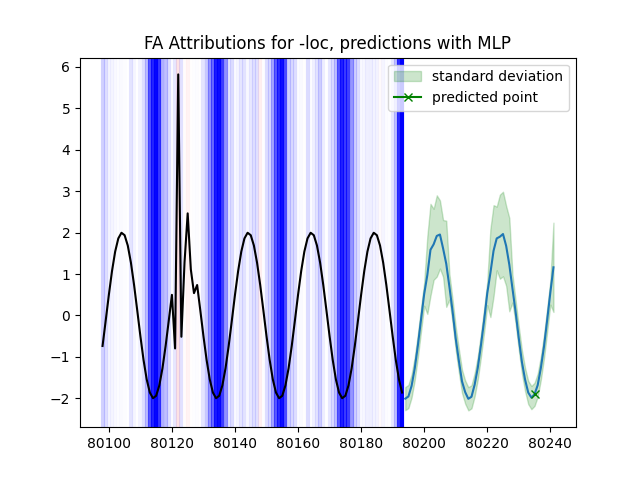 FA Attributions for -loc, predictions with MLP
standard deviation
predicted point
6
5
4
3
2
1
0
−1
−2
80100 80120 80140 80160 80180 80200 80220 80240